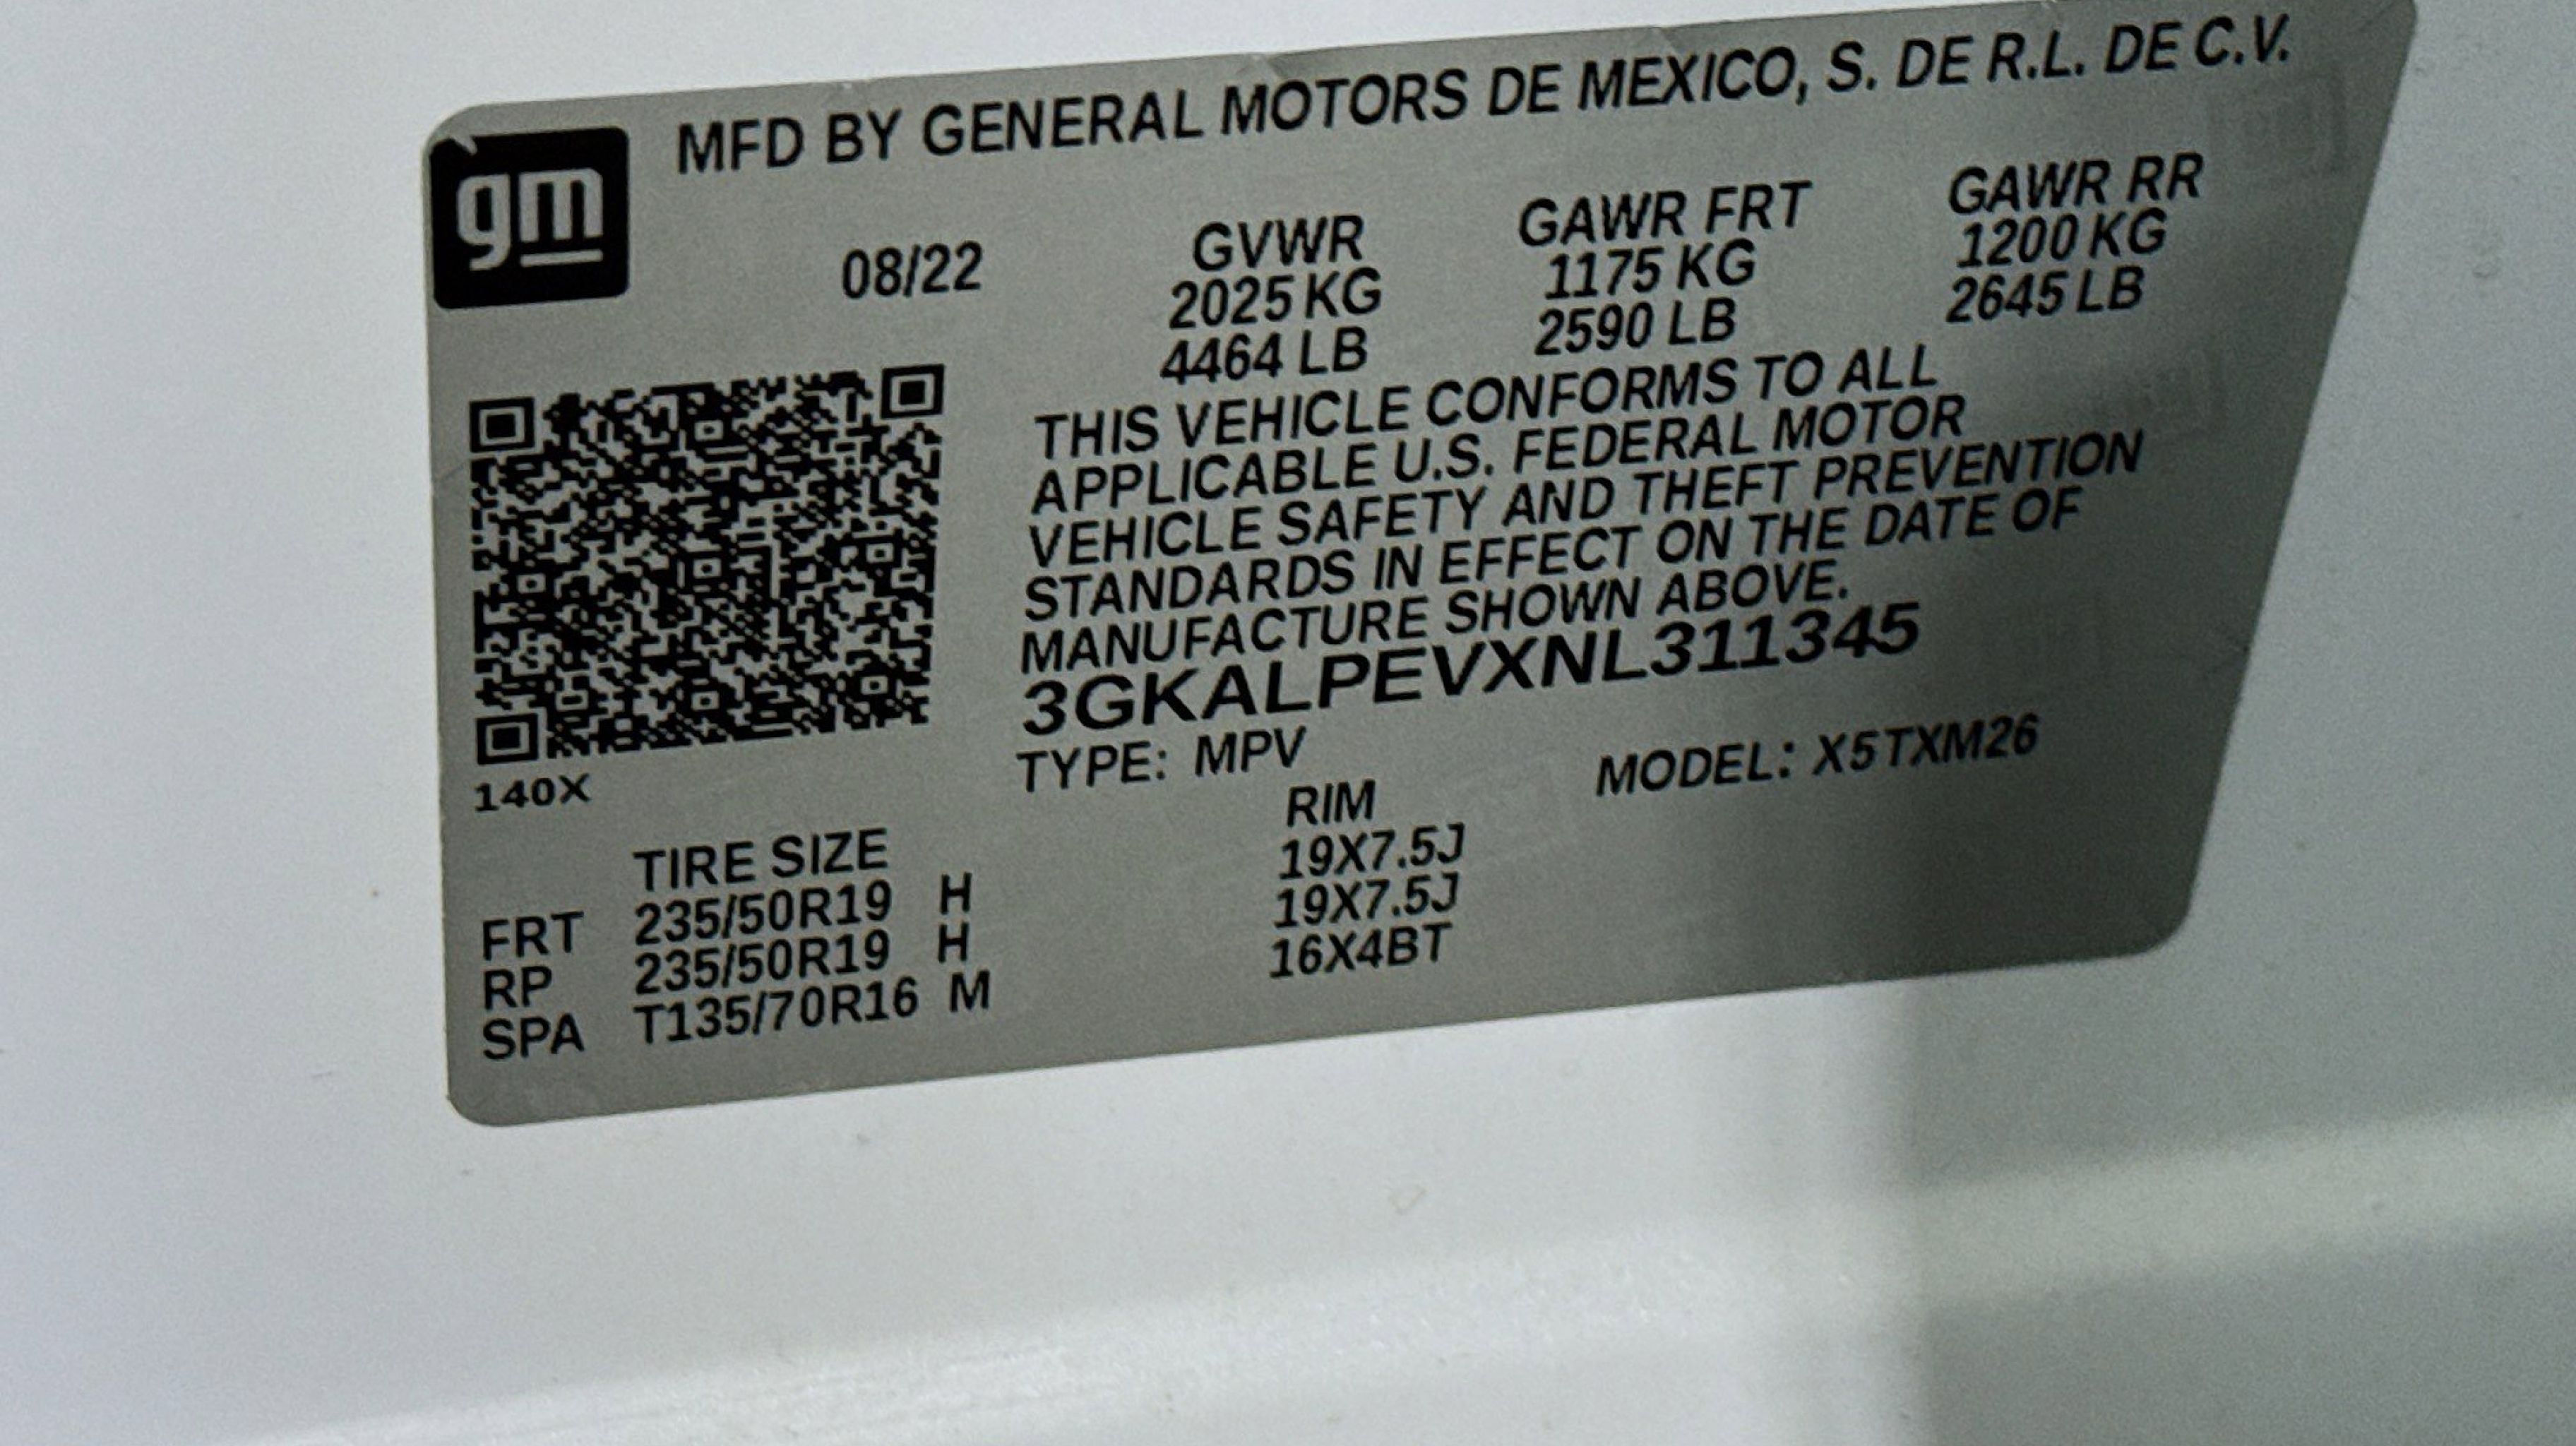 MFD BY GENERAL MOTORS DE MEXICO, S. DE R.L. DE C.V.
gm
08/22
GVWR GAWR FRT GAWR RR
2025 KG 1175 KG 1200 KG
4464 LB 2590 LB 2645 LB
THIS VEHICLE CONFORMS TO ALL
APPLICABLE U.S. FEDERAL MOTOR
VEHICLE SAFETY AND THEFT PREVENTION
STANDARDS IN EFFECT ON THE DATE OF
MANUFACTURE SHOWN ABOVE.
3GKALPEVXNL311345
TYPE: MPV MODEL: X5TXM26
140X
TIRE SIZE RIM
FRT 235/50R19 H 19X7.5J
RP 235/50R19 H 19X7.5J
SPA T135/70R16 M 16X4BT